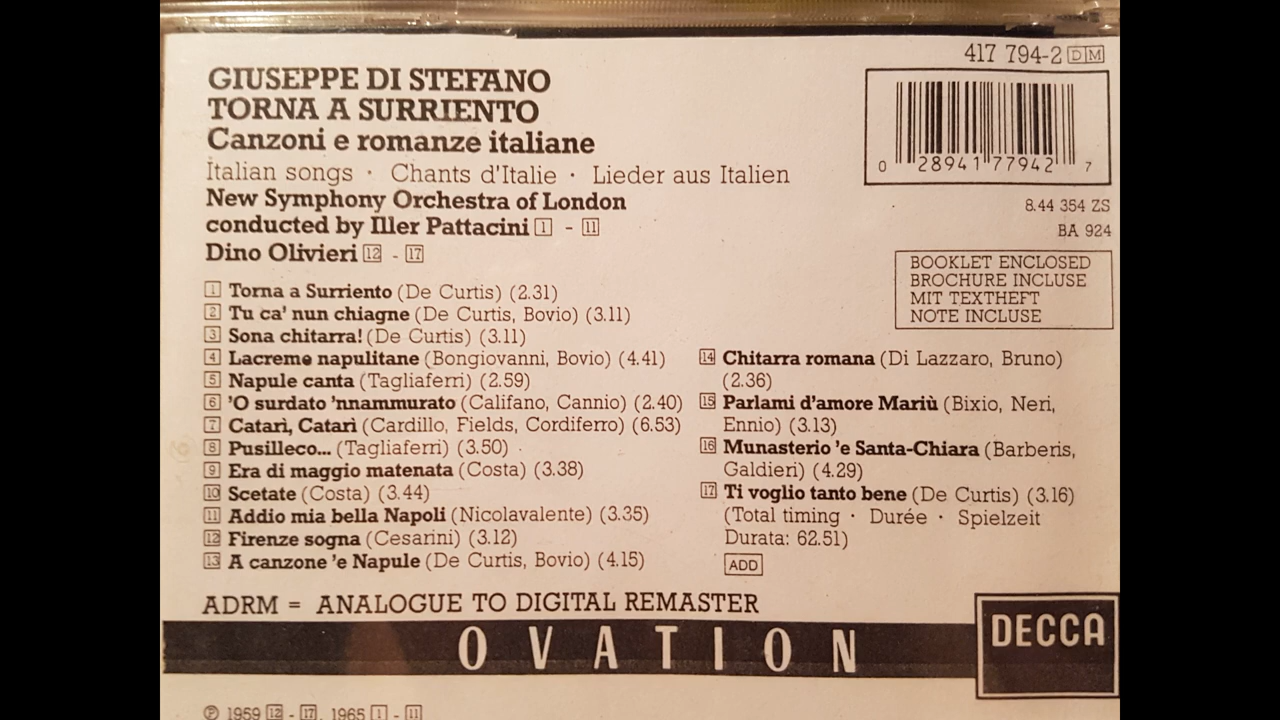 417 794-2 DM
GIUSEPPE DI STEFANO
TORNA A SURRIENTO
Canzoni e romanze italiane
Italian songs · Chants d'Italie · Lieder aus Italien
New Symphony Orchestra of London
conducted by Iller Pattacini 1 - 11
Dino Olivieri 12 - 17
0 28941 77942 7
8.44 354 ZS
BA 924
BOOKLET ENCLOSED
BROCHURE INCLUSE
MIT TEXTHEFT
NOTE INCLUSE
1 Torna a Surriento (De Curtis) (2.31)
2 Tu ca' nun chiagne (De Curtis, Bovio) (3.11)
3 Sona chitarra! (De Curtis) (3.11)
4 Lacreme napulitane (Bongiovanni, Bovio) (4.41)
5 Napule canta (Tagliaferri) (2.59)
6 'O surdato 'nnammurato (Califano, Cannio) (2.40)
7 Catarì, Catarì (Cardillo, Fields, Cordiferro) (6.53)
8 Pusilleco... (Tagliaferri) (3.50)
9 Era di maggio matenata (Costa) (3.38)
10 Scetate (Costa) (3.44)
11 Addio mia bella Napoli (Nicolavalente) (3.35)
12 Firenze sogna (Cesarini) (3.12)
13 A canzone 'e Napule (De Curtis, Bovio) (4.15)
14 Chitarra romana (Di Lazzaro, Bruno)
(2.36)
15 Parlami d'amore Mariù (Bixio, Neri,
Ennio) (3.13)
16 Munasterio 'e Santa-Chiara (Barberis,
Galdieri) (4.29)
17 Ti voglio tanto bene (De Curtis) (3.16)
(Total timing · Durée · Spielzeit
Durata: 62.51)
ADD
ADRM = ANALOGUE TO DIGITAL REMASTER
OVATION
DECCA
℗ 1959 12 - 17, 1965 1 - 11